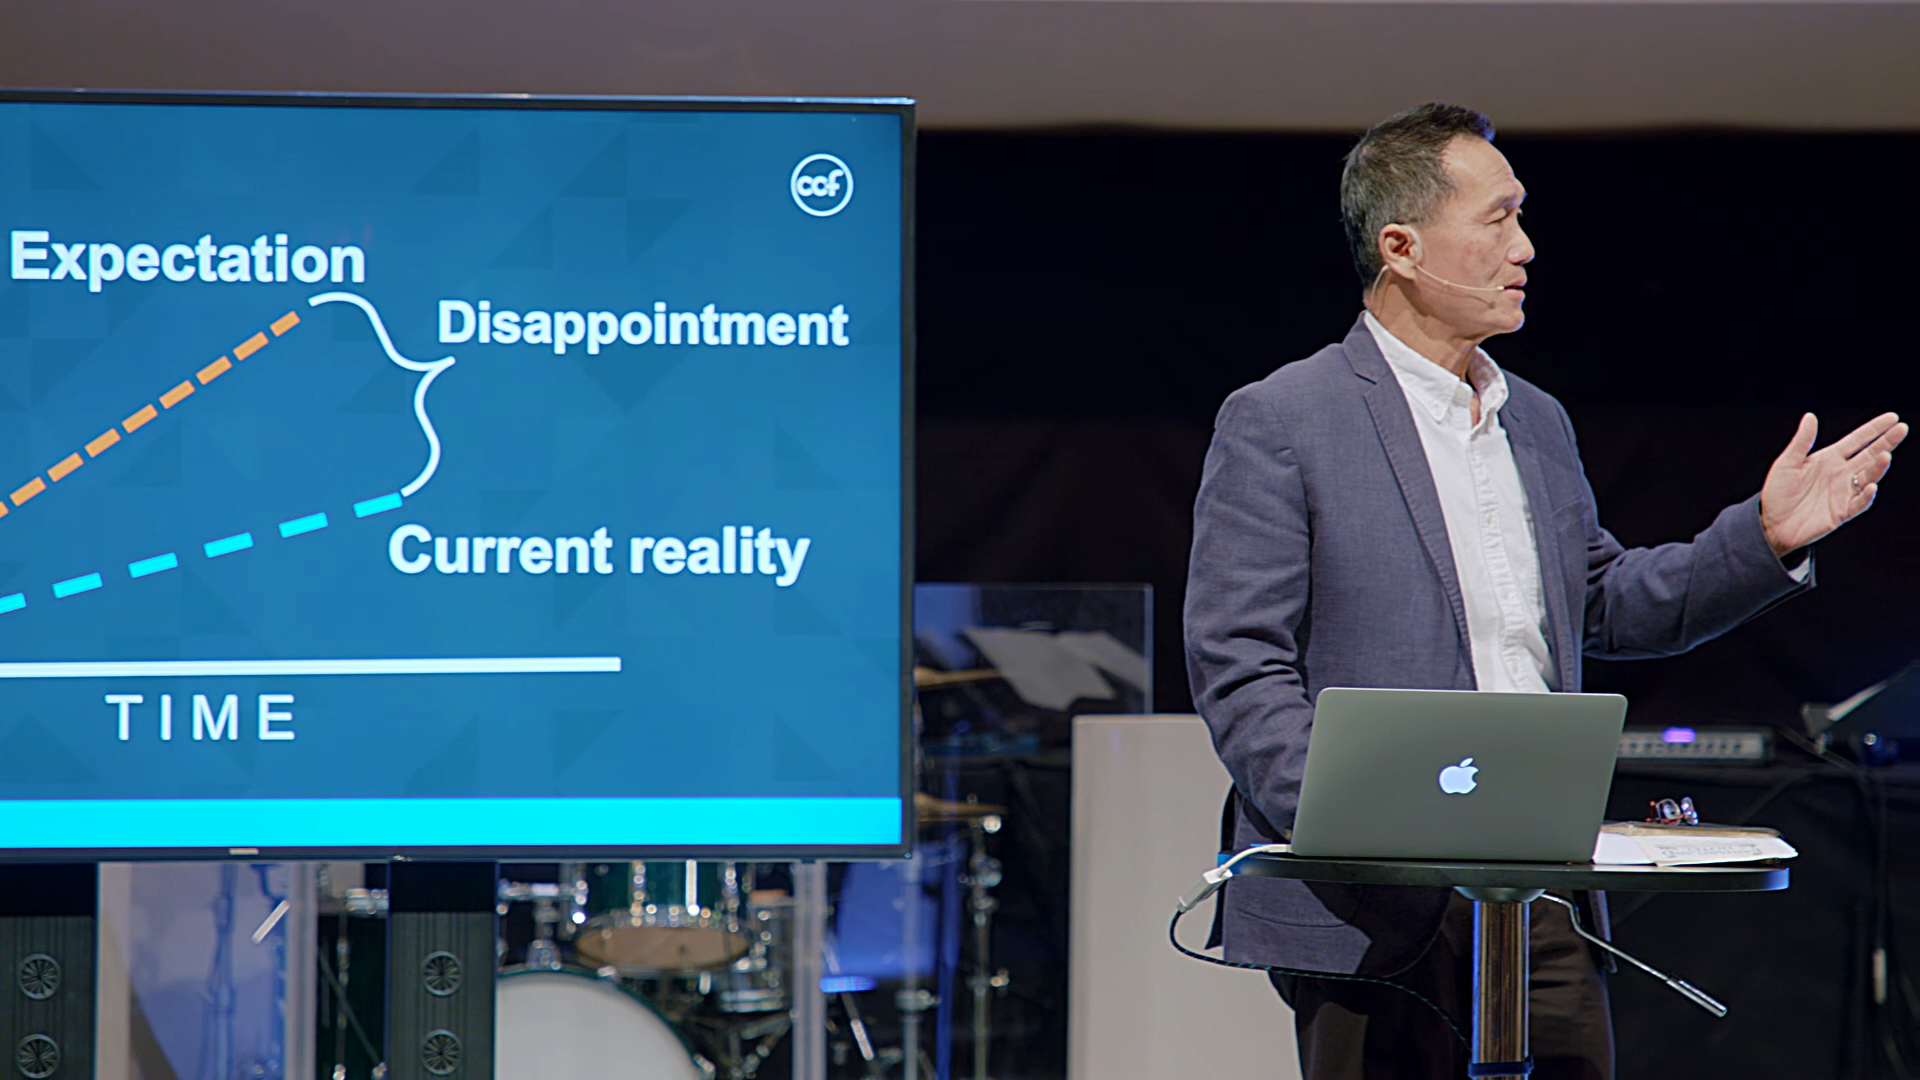 ccf
Expectation
Disappointment
Current reality
TIME